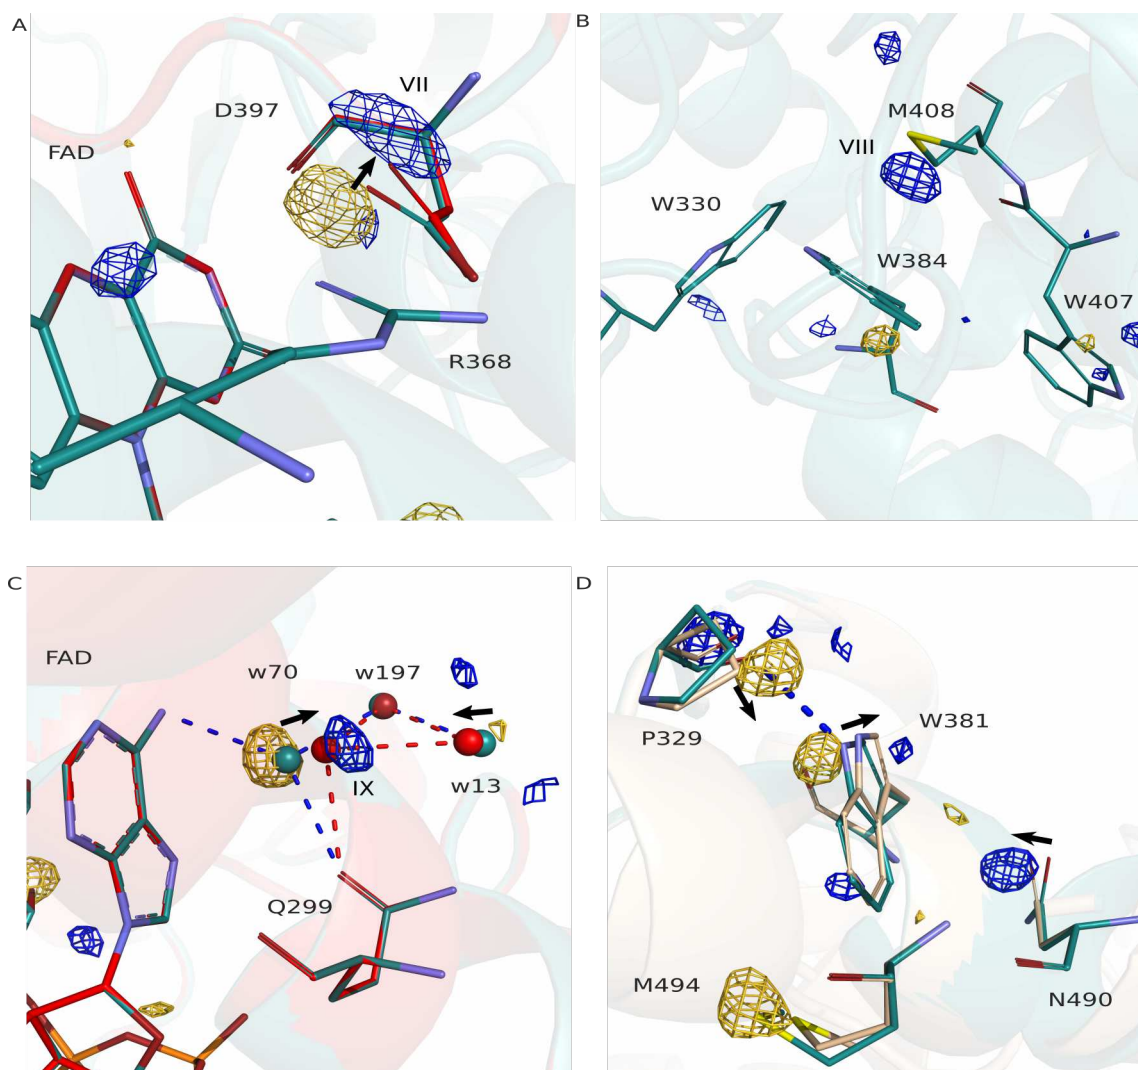 A
VII
D397
FAD
R368
B
M408
VIII
W330
W384
W407
C
FAD
w70
w197
IX
w13
Q299
D
P329
W381
M494
N490